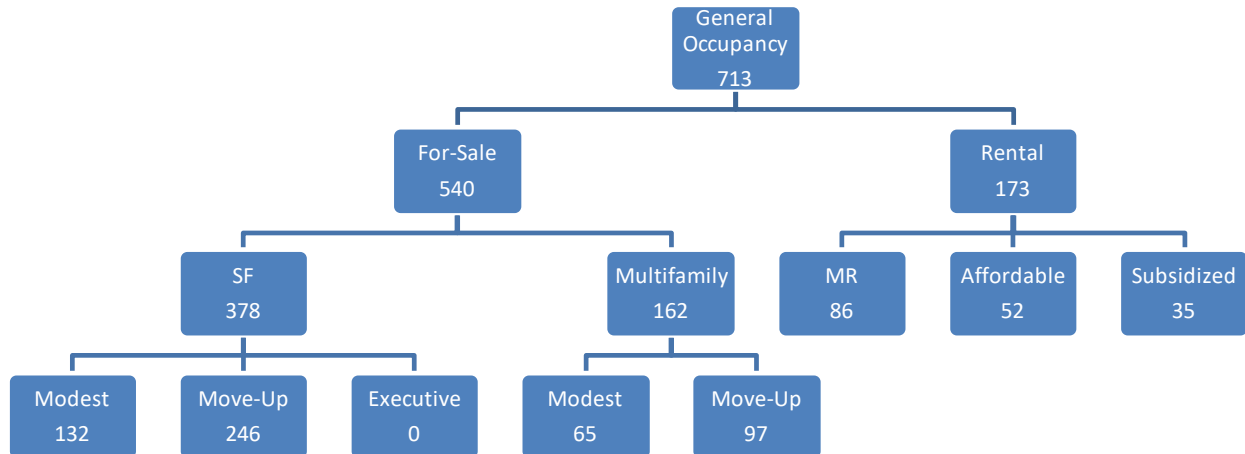 General
Occupancy
713
For-Sale
540
Rental
173
SF
378
Multifamily
162
MR
86
Affordable
52
Subsidized
35
Modest
132
Move-Up
246
Executive
0
Modest
65
Move-Up
97